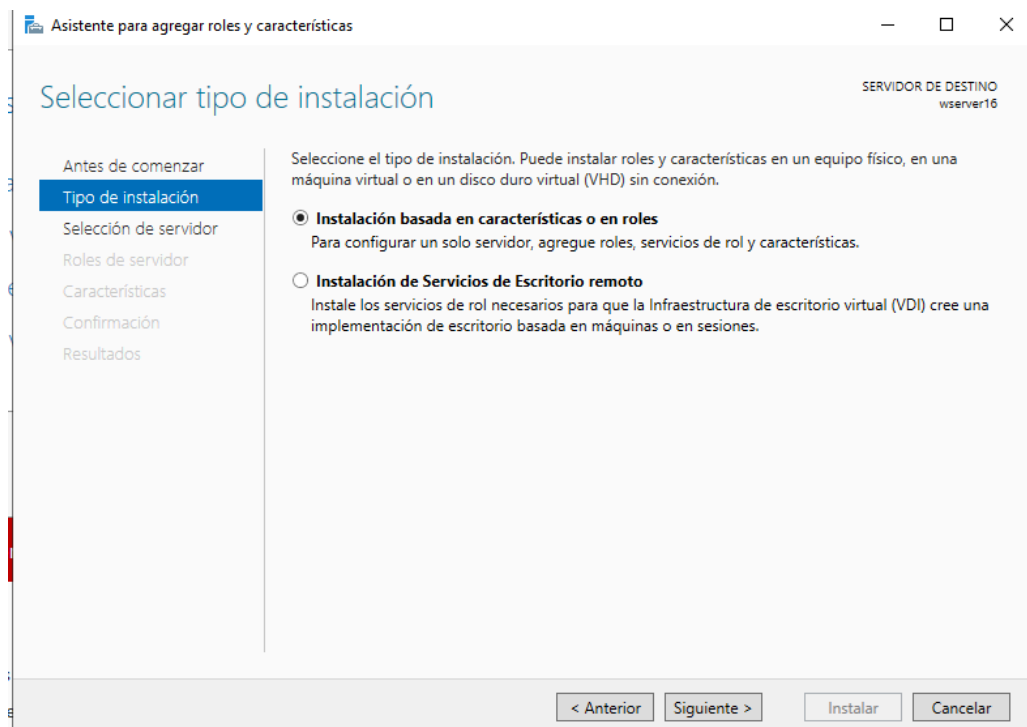 Asistente para agregar roles y características
Seleccionar tipo de instalación
SERVIDOR DE DESTINO
wserver16
Antes de comenzar
Tipo de instalación
Selección de servidor
Roles de servidor
Características
Confirmación
Resultados
Seleccione el tipo de instalación. Puede instalar roles y características en un equipo físico, en una
máquina virtual o en un disco duro virtual (VHD) sin conexión.
Instalación basada en características o en roles
Para configurar un solo servidor, agregue roles, servicios de rol y características.
Instalación de Servicios de Escritorio remoto
Instale los servicios de rol necesarios para que la Infraestructura de escritorio virtual (VDI) cree una
implementación de escritorio basada en máquinas o en sesiones.
< Anterior
Siguiente >
Instalar
Cancelar